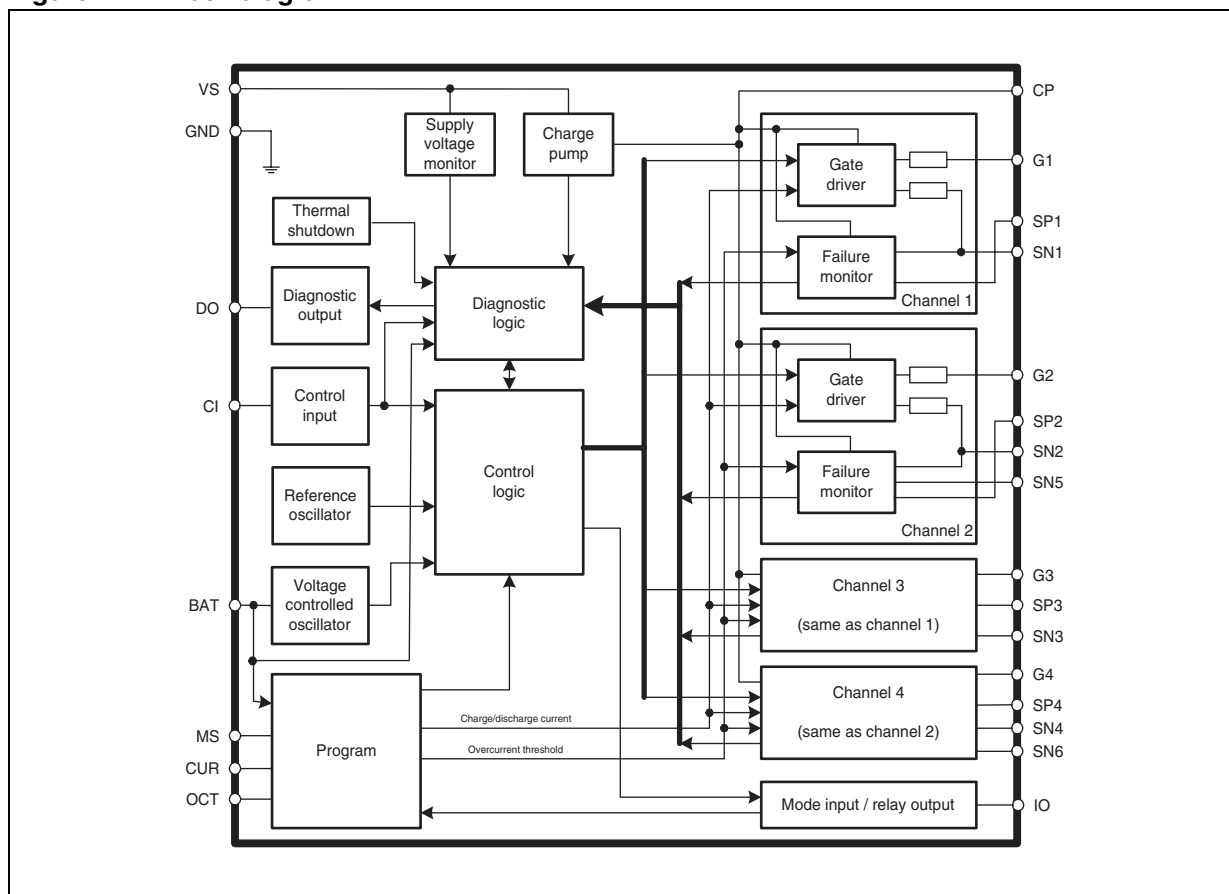 VS
GND
DO
CI
BAT
MS
CUR
OCT
Supply
voltage
monitor
Charge
pump
Thermal
shutdown
Diagnostic
output
Diagnostic
logic
Control
input
Control
logic
Reference
oscillator
Voltage
controlled
oscillator
Program
Charge/discharge current
Overcurrent threshold
Gate
driver
Failure
monitor
Channel 1
Gate
driver
Failure
monitor
Channel 2
Channel 3
(same as channel 1)
Channel 4
(same as channel 2)
Mode input / relay output
CP
G1
SP1
SN1
G2
SP2
SN2
SN5
G3
SP3
SN3
G4
SP4
SN4
SN6
IO